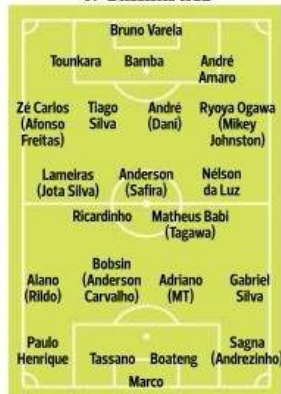 Bruno Varela
Tounkara Bamba André
Amaro
Zé Carlos Tiago André Ryoya Ogawa
(Afonso Silva (Dani) (Mikey
Freitas) Johnston)
Lameiras Anderson Nélson
(Jota Silva) (Safira) da Luz
Ricardinho Matheus Babi
(Tagawa)
Bobsin
Alano (Anderson Adriano Gabriel
(Rildo) Carvalho) (MT) Silva
Paulo Sagna
Henrique Tassano Boateng (Andrezinho)
Marco